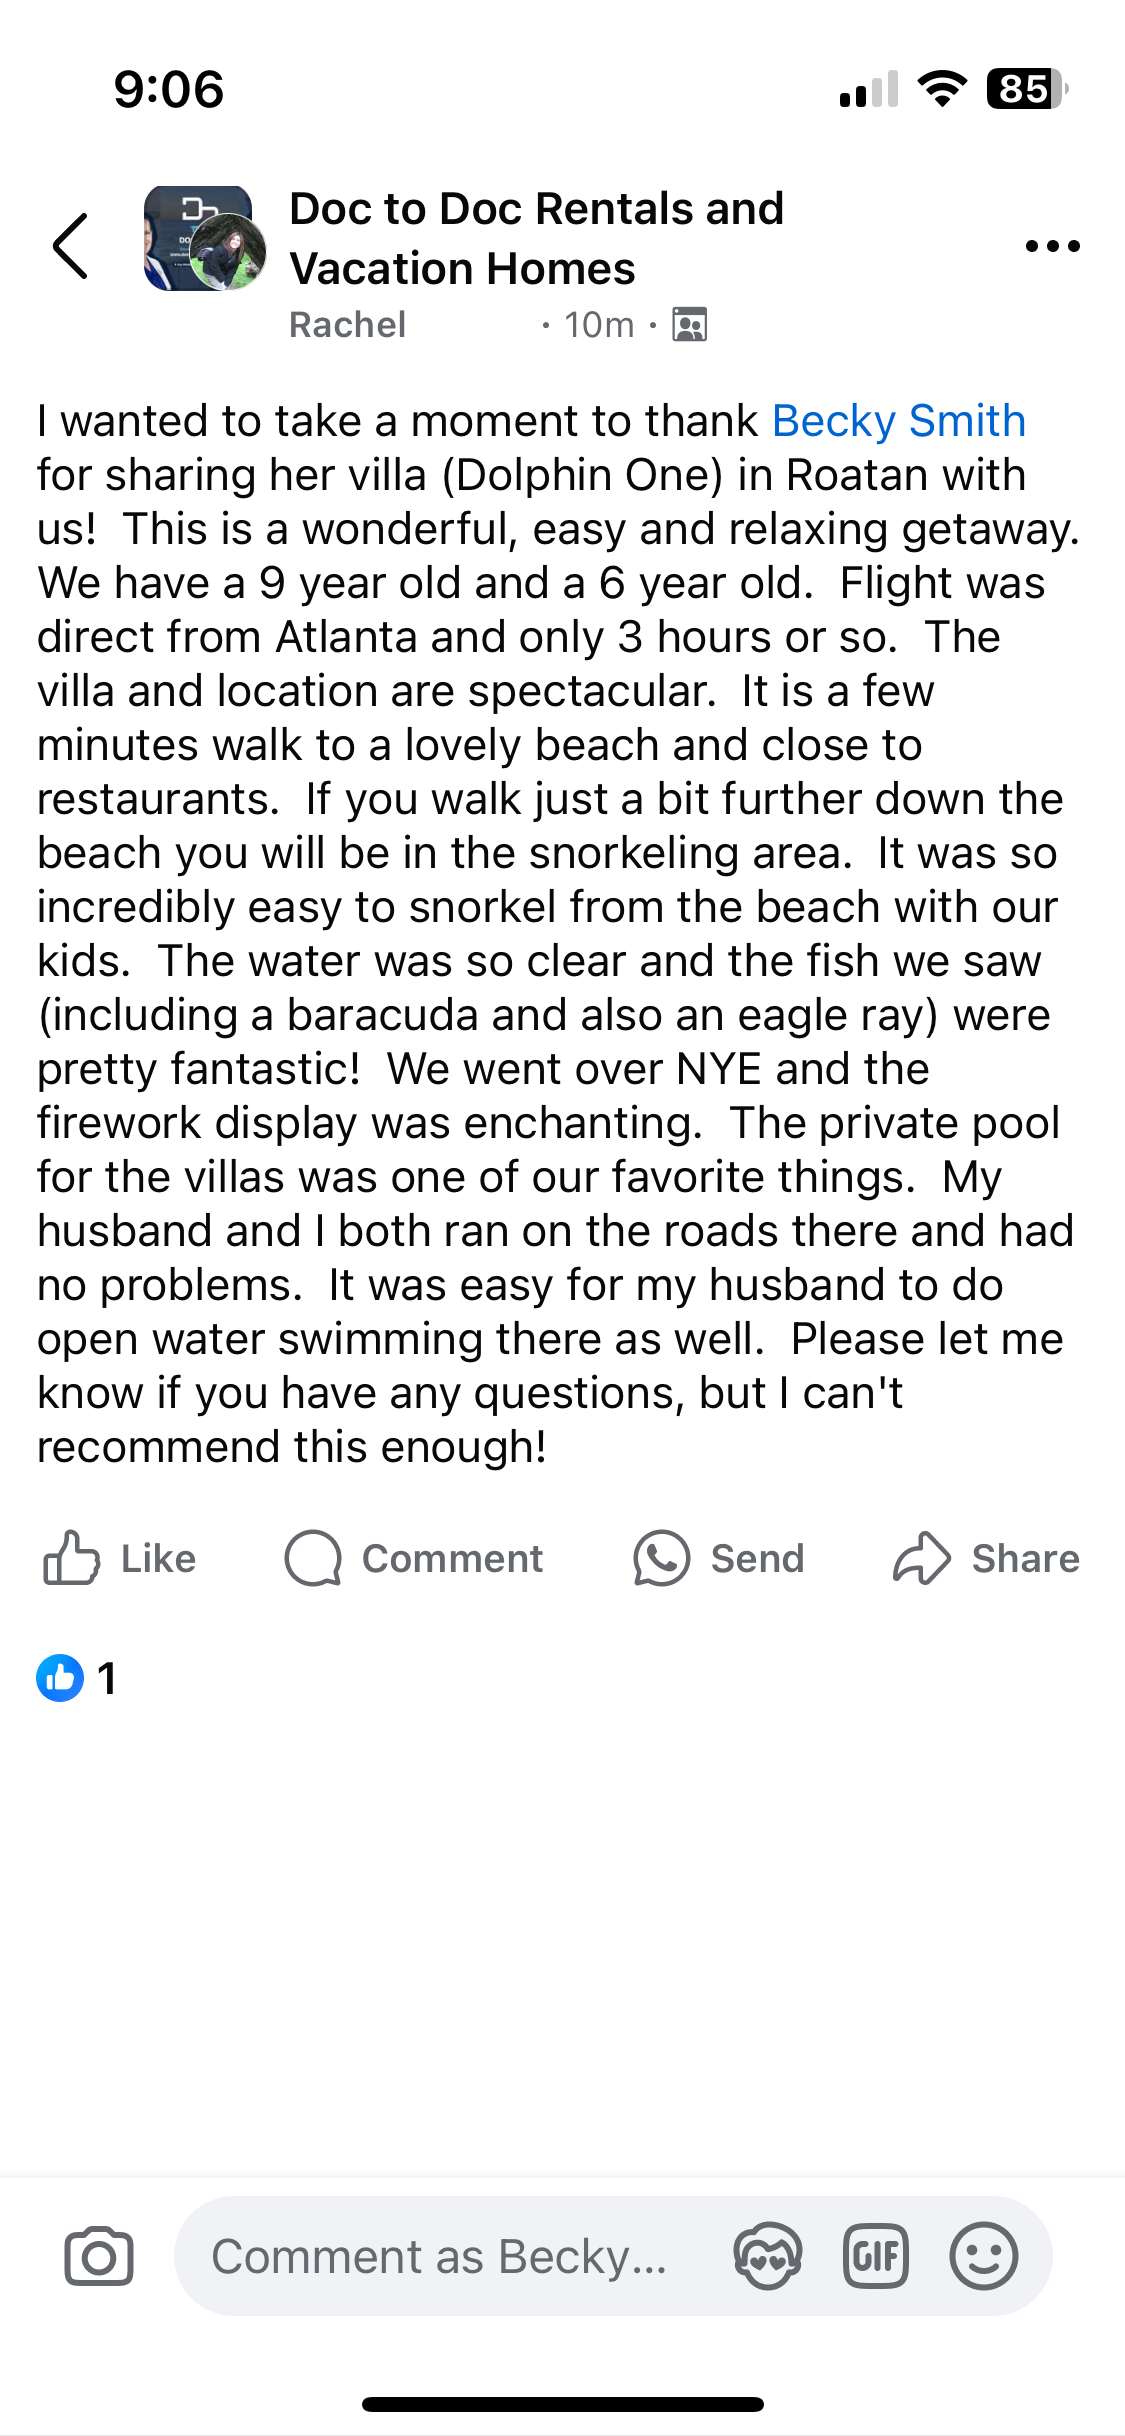 9:06
85
Doc to Doc Rentals and
Vacation Homes
Rachel · 10m ·
I wanted to take a moment to thank Becky Smith
for sharing her villa (Dolphin One) in Roatan with
us!  This is a wonderful, easy and relaxing getaway.
We have a 9 year old and a 6 year old.  Flight was
direct from Atlanta and only 3 hours or so.  The
villa and location are spectacular.  It is a few
minutes walk to a lovely beach and close to
restaurants.  If you walk just a bit further down the
beach you will be in the snorkeling area.  It was so
incredibly easy to snorkel from the beach with our
kids.  The water was so clear and the fish we saw
(including a baracuda and also an eagle ray) were
pretty fantastic!  We went over NYE and the
firework display was enchanting.  The private pool
for the villas was one of our favorite things.  My
husband and I both ran on the roads there and had
no problems.  It was easy for my husband to do
open water swimming there as well.  Please let me
know if you have any questions, but I can't
recommend this enough!
Like Comment Send Share
1
Comment as Becky... GIF